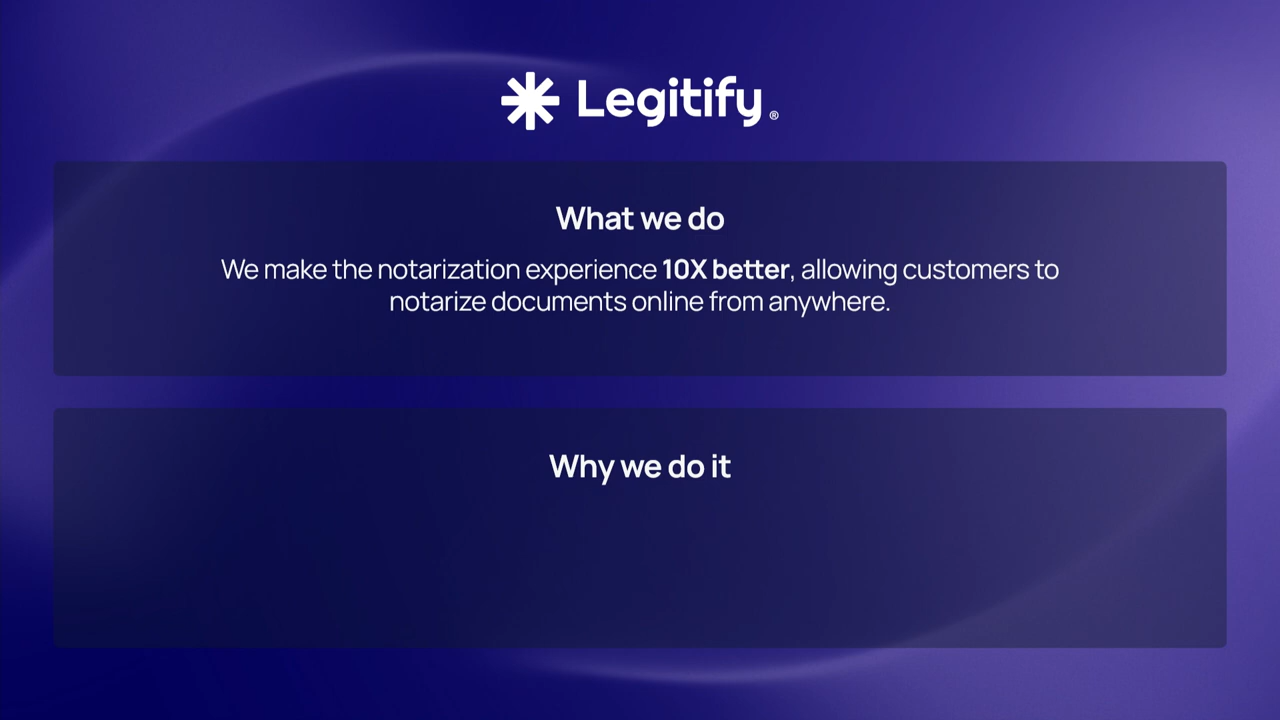 Legitify®
What we do
We make the notarization experience 10X better, allowing customers to
notarize documents online from anywhere.
Why we do it